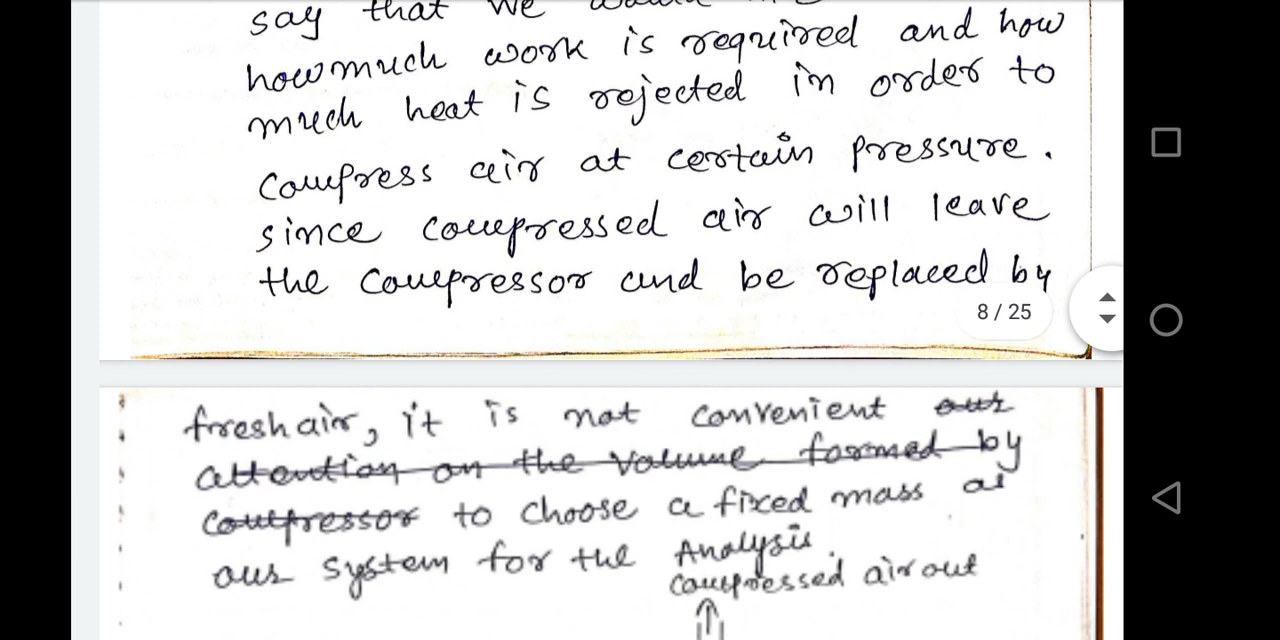 say that we
how much work is required and how
much heat is rejected in order to
compress air at certain pressure.
since compressed air will leave
the compressor and be replaced by
8 / 25
fresh air, it is not convenient our
attention on the volume formed by
compressor to choose a fixed mass as
our system for the Analysis.
compressed air out